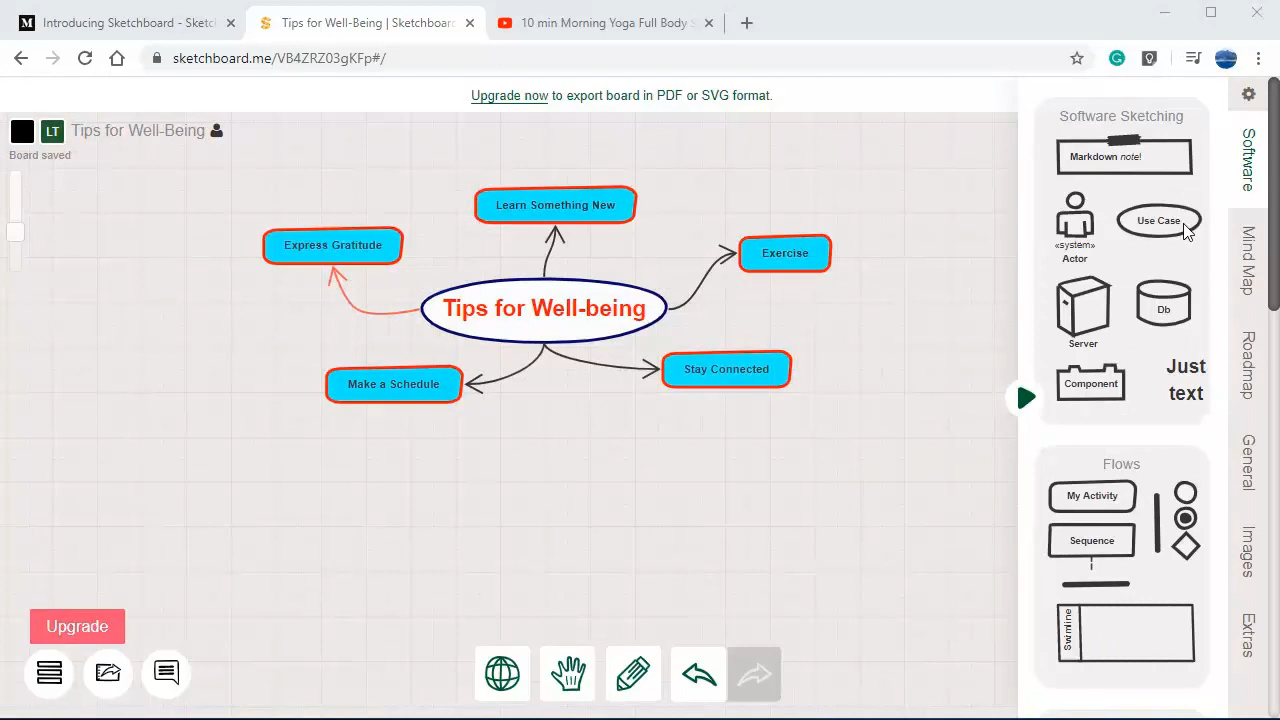 M Introducing Sketchboard - Sketc
Tips for Well-Being | Sketchboard
10 min Morning Yoga Full Body S
sketchboard.me/VB4ZRZ03gKFp#/
Upgrade now to export board in PDF or SVG format.
LT Tips for Well-Being
Board saved
Learn Something New
Express Gratitude
Exercise
Tips for Well-being
Make a Schedule
Stay Connected
Upgrade
Software Sketching
Markdown note!
«system»
Actor
Use Case
Server
Db
Component
Just
text
Flows
My Activity
Sequence
Swimline
Software
Mind Map
Roadmap
General
Images
Extras